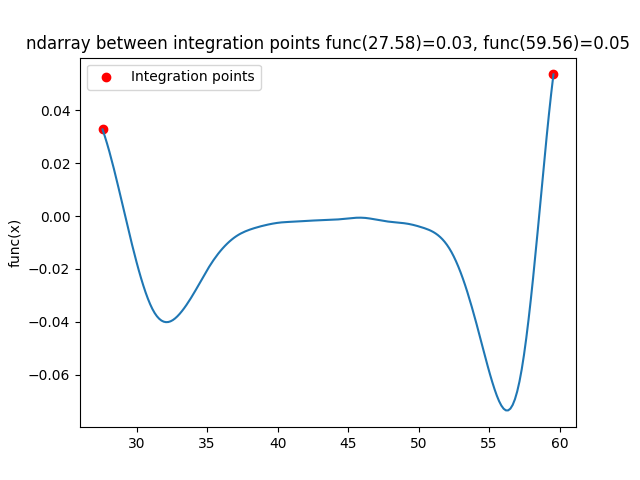 ndarray between integration points func(27.58)=0.03, func(59.56)=0.05
Integration points
func(x)
0.04
0.02
0.00
−0.02
−0.04
−0.06
30 35 40 45 50 55 60